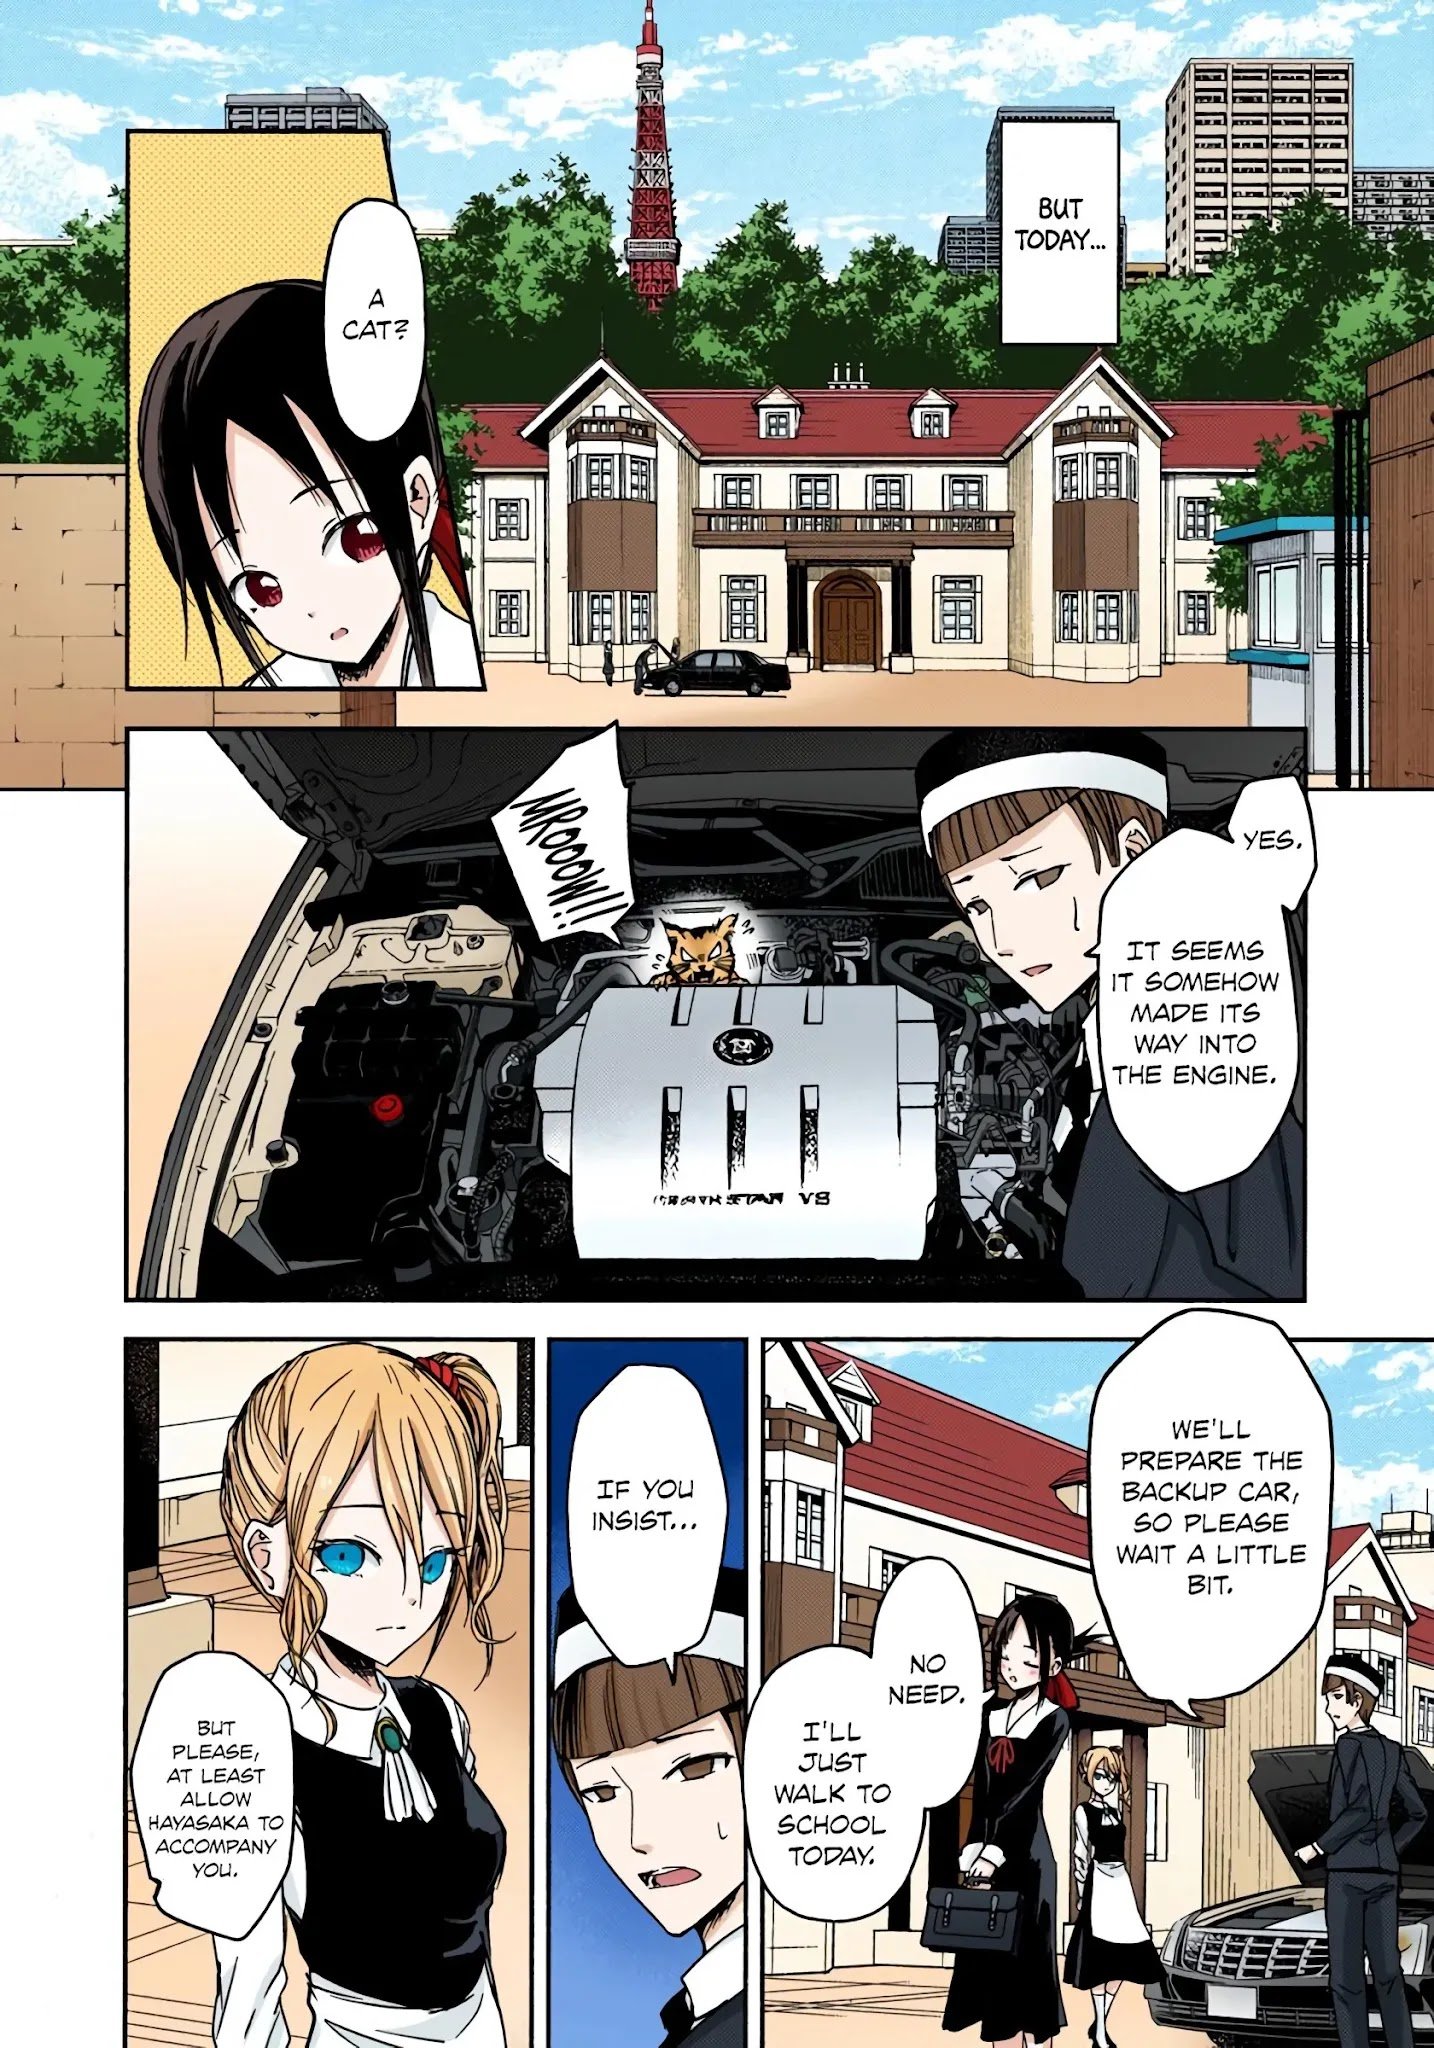 BUT
TODAY...
A
CAT?
YES.
IT SEEMS
IT SOMEHOW
MADE ITS
WAY INTO
THE ENGINE.
MROOOW!!
V8
WE'LL
PREPARE THE
BACKUP CAR,
SO PLEASE
WAIT A LITTLE
BIT.
NO
NEED.
I'LL
JUST
WALK TO
SCHOOL
TODAY.
IF YOU
INSIST...
BUT
PLEASE,
AT LEAST
ALLOW
HAYASAKA TO
ACCOMPANY
YOU.